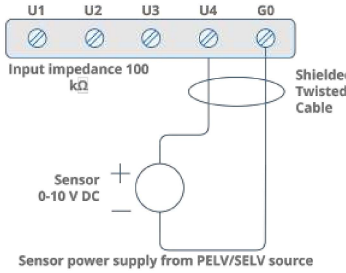 U1 U2 U3 U4 G0
Input impedance 100
kΩ
Shielded
Twisted
Cable
Sensor
0-10 V DC
+
—
Sensor power supply from PELV/SELV source